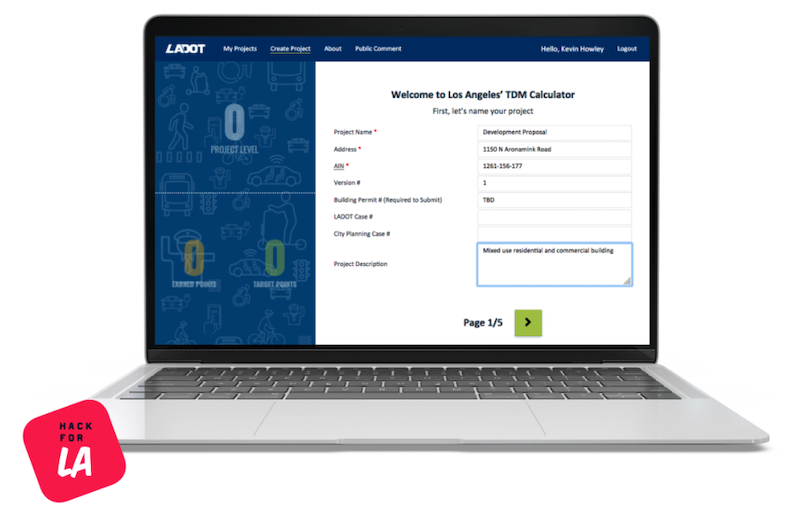 LADOT My Projects Create Project About Public Comment Hello, Kevin Howley Logout
0
PROJECT LEVEL
0 0
EARNED POINTS TARGET POINTS
Welcome to Los Angeles' TDM Calculator
First, let's name your project
Project Name * Development Proposal
Address * 1150 N Aronamink Road
AIN * 1261-156-177
Version # 1
Building Permit # (Required to Submit) TBD
LADOT Case #
City Planning Case #
Project Description Mixed use residential and commercial building
Page 1/5 >
HACK
FOR
LA